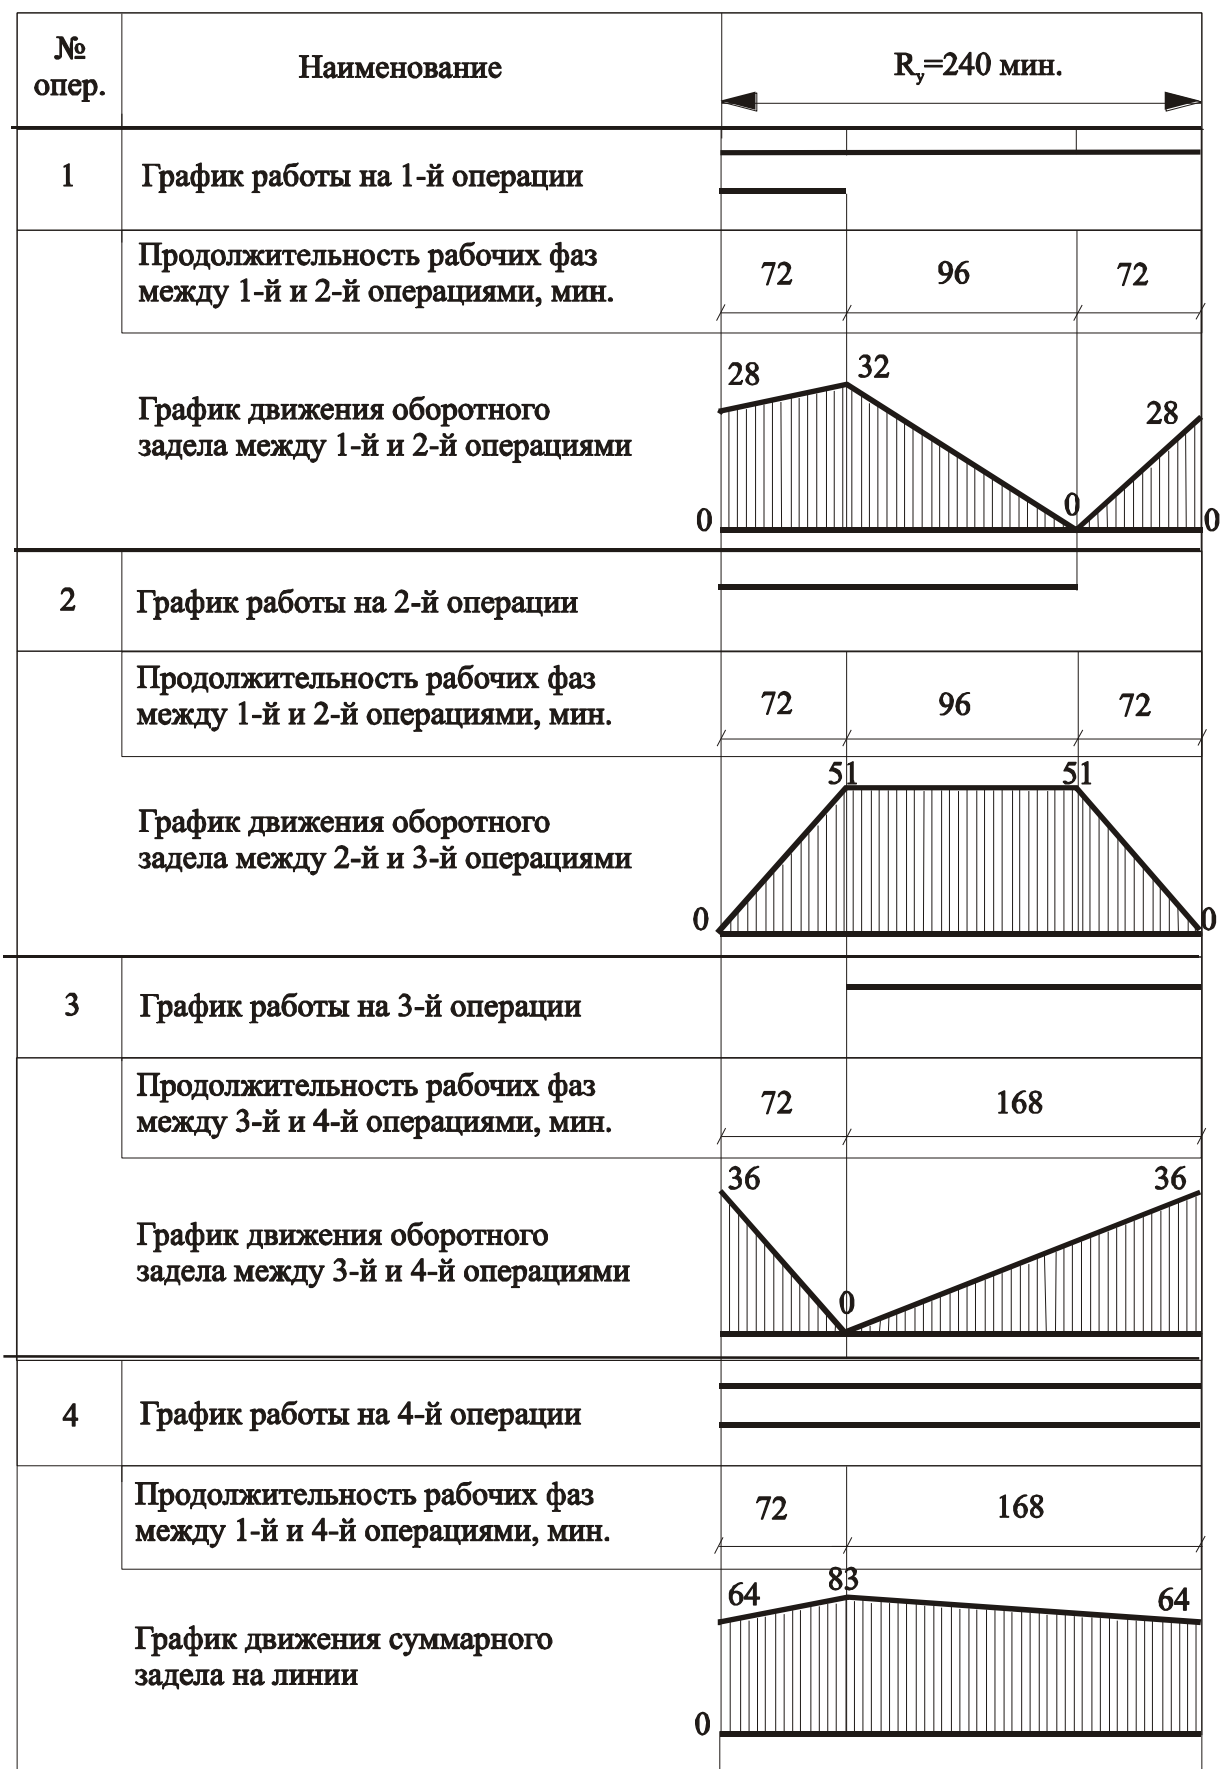 №
опер.
Наименование
Rу=240 мин.
1
График работы на 1-й операции
Продолжительность рабочих фаз
между 1-й и 2-й операциями, мин.
72
96
72
График движения оборотного
задела между 1-й и 2-й операциями
28
32
28
0
0
0
2
График работы на 2-й операции
Продолжительность рабочих фаз
между 1-й и 2-й операциями, мин.
72
96
72
График движения оборотного
задела между 2-й и 3-й операциями
51
51
0
0
3
График работы на 3-й операции
Продолжительность рабочих фаз
между 3-й и 4-й операциями, мин.
72
168
График движения оборотного
задела между 3-й и 4-й операциями
36
36
0
4
График работы на 4-й операции
Продолжительность рабочих фаз
между 1-й и 4-й операциями, мин.
72
168
График движения суммарного
задела на линии
64
83
64
0